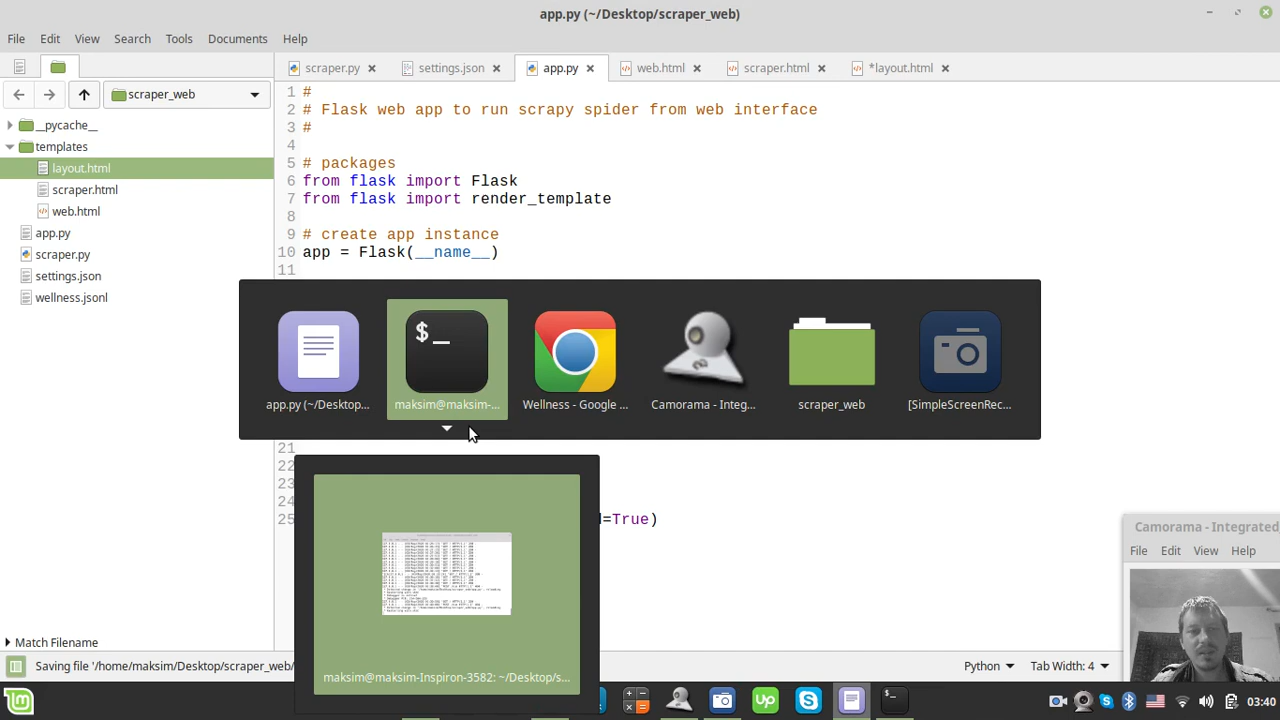 app.py (~/Desktop/scraper_web)
File Edit View Search Tools Documents Help
scraper.py settings.json app.py web.html scraper.html *layout.html
scraper_web
__pycache__
templates
layout.html
scraper.html
web.html
app.py
scraper.py
settings.json
wellness.jsonl
Match Filename
1 #
2 # Flask web app to run scrapy spider from web interface
3 #
4
5 # packages
6 from flask import Flask
7 from flask import render_template
8
9 # create app instance
10 app = Flask(__name__)
11
$_
app.py (~/Desktop... maksim@maksim-... Wellness - Google ... Camorama - Integ... scraper_web [SimpleScreenRec...
21
22
23
24
25 =True)
maksim@maksim-Inspiron-3582: ~/Desktop/s...
Camorama - Integrated
File Edit View Help
Saving file '/home/maksim/Desktop/scraper_web/
Python Tab Width: 4
Up
03:40